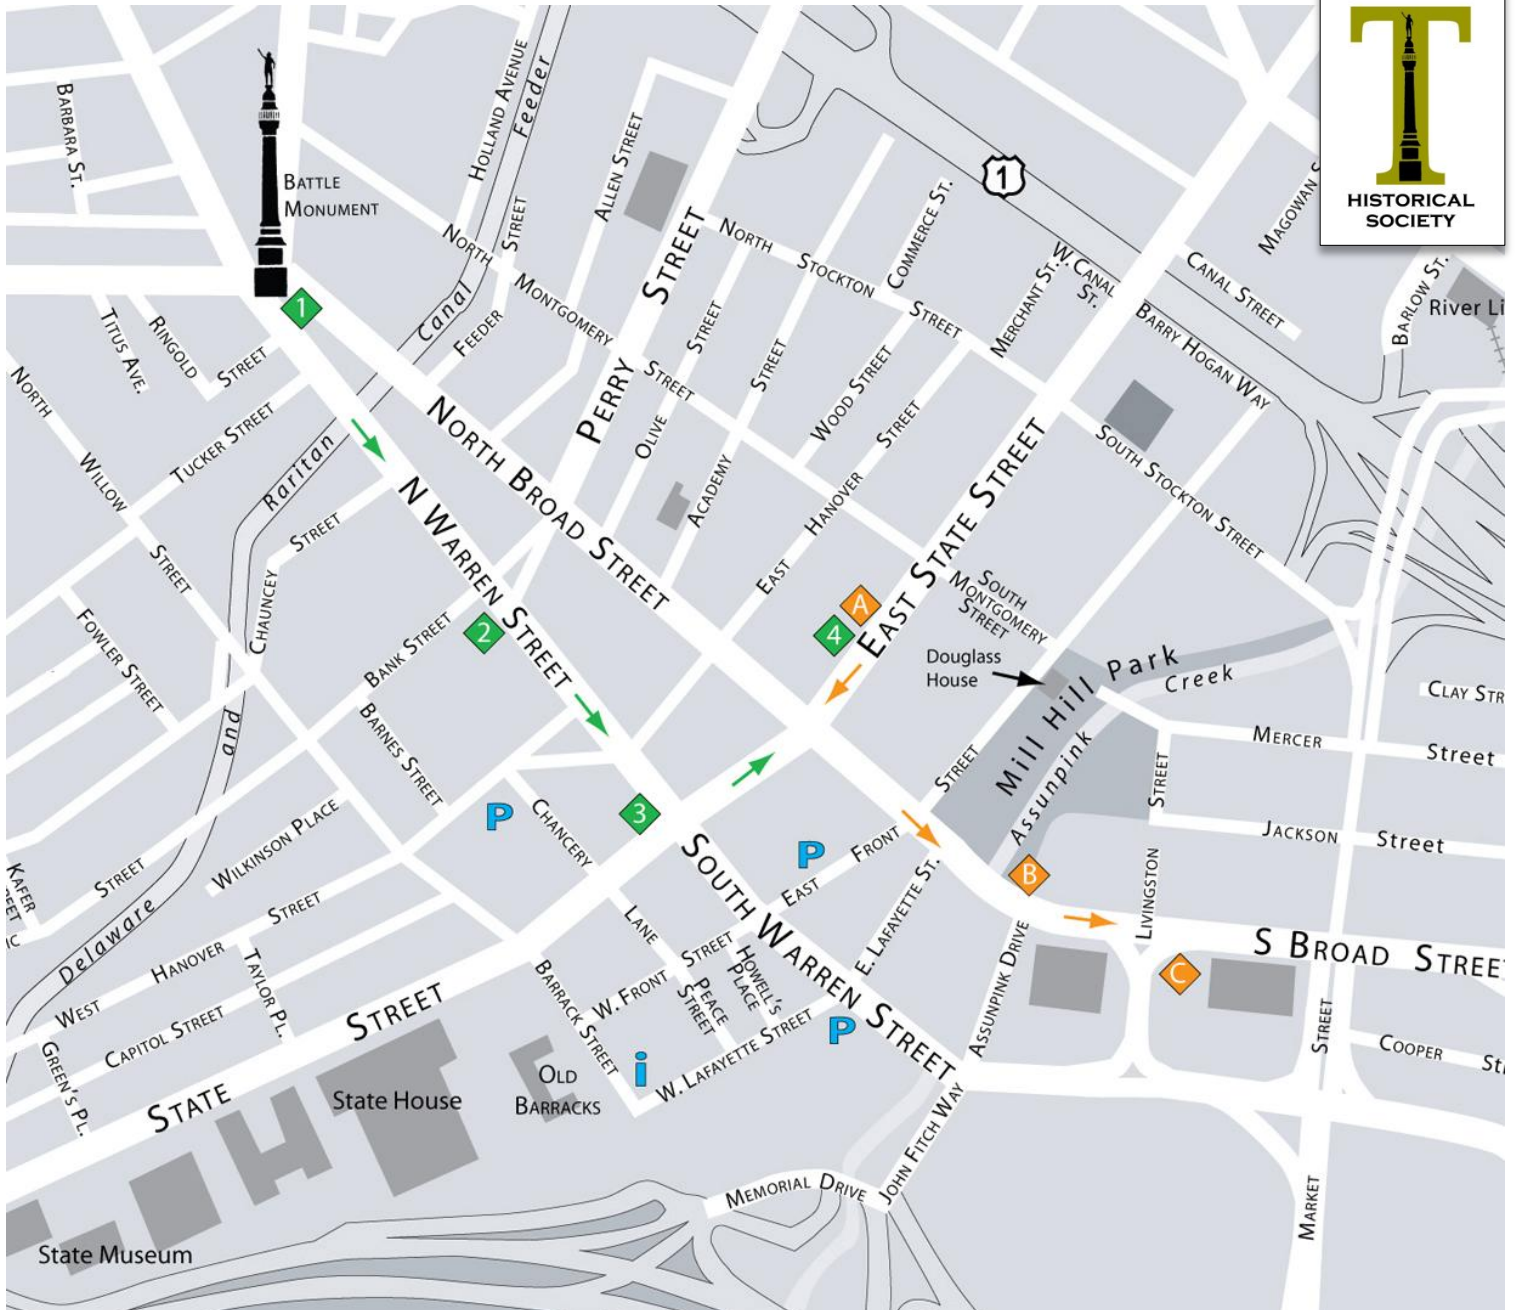 T
HISTORICAL
SOCIETY
1
BARBARA ST.
BATTLE
MONUMENT
HOLLAND AVENUE
Feeder
ALLEN STREET
PERRY STREET
NORTH STOCKTON STREET
COMMERCE ST.
MERCHANT ST.
W. CANAL
ST.
CANAL STREET
BARRY HOGAN WAY
MAGOWAN S
BARLOW ST.
River Li
1
TITUS AVE.
RINGOLD STREET
TUCKER STREET
NORTH WILLOW STREET
NORTH MONTGOMERY STREET
Canal
FEEDER STREET
OLIVE STREET
ACADEMY STREET
WOOD STREET
EAST HANOVER STREET
EAST STATE STREET
SOUTH STOCKTON STREET
NORTH BROAD STREET
N WARREN STREET
Raritan
CHAUNCEY STREET
FOWLER STREET
BANK STREET
2
BARNES STREET
and
4
A
SOUTH
MONTGOMERY
STREET
Douglass
House
Mill Hill Park
Assunpink Creek
CLAY STR
MERCER Street
JACKSON Street
LIVINGSTON STREET
STREET
P
CHANCERY LANE
3
WILKINSON PLACE
KAFER
REET
IC
STREET
Delaware
WEST HANOVER STREET
TAYLOR PL.
CAPITOL STREET
GREEN'S PL.
STATE STREET
P
EAST FRONT
E. LAFAYETTE ST.
SOUTH WARREN STREET
B
C
S BROAD STREE
ASSUNPINK DRIVE
BARRACK STREET
W. FRONT STREET
PEACE
STREET
HOWELL'S
PLACE
W. LAFAYETTE STREET
P
i
OLD
BARRACKS
State House
State Museum
MEMORIAL DRIVE
JOHN FITCH WAY
MARKET STREET
COOPER St